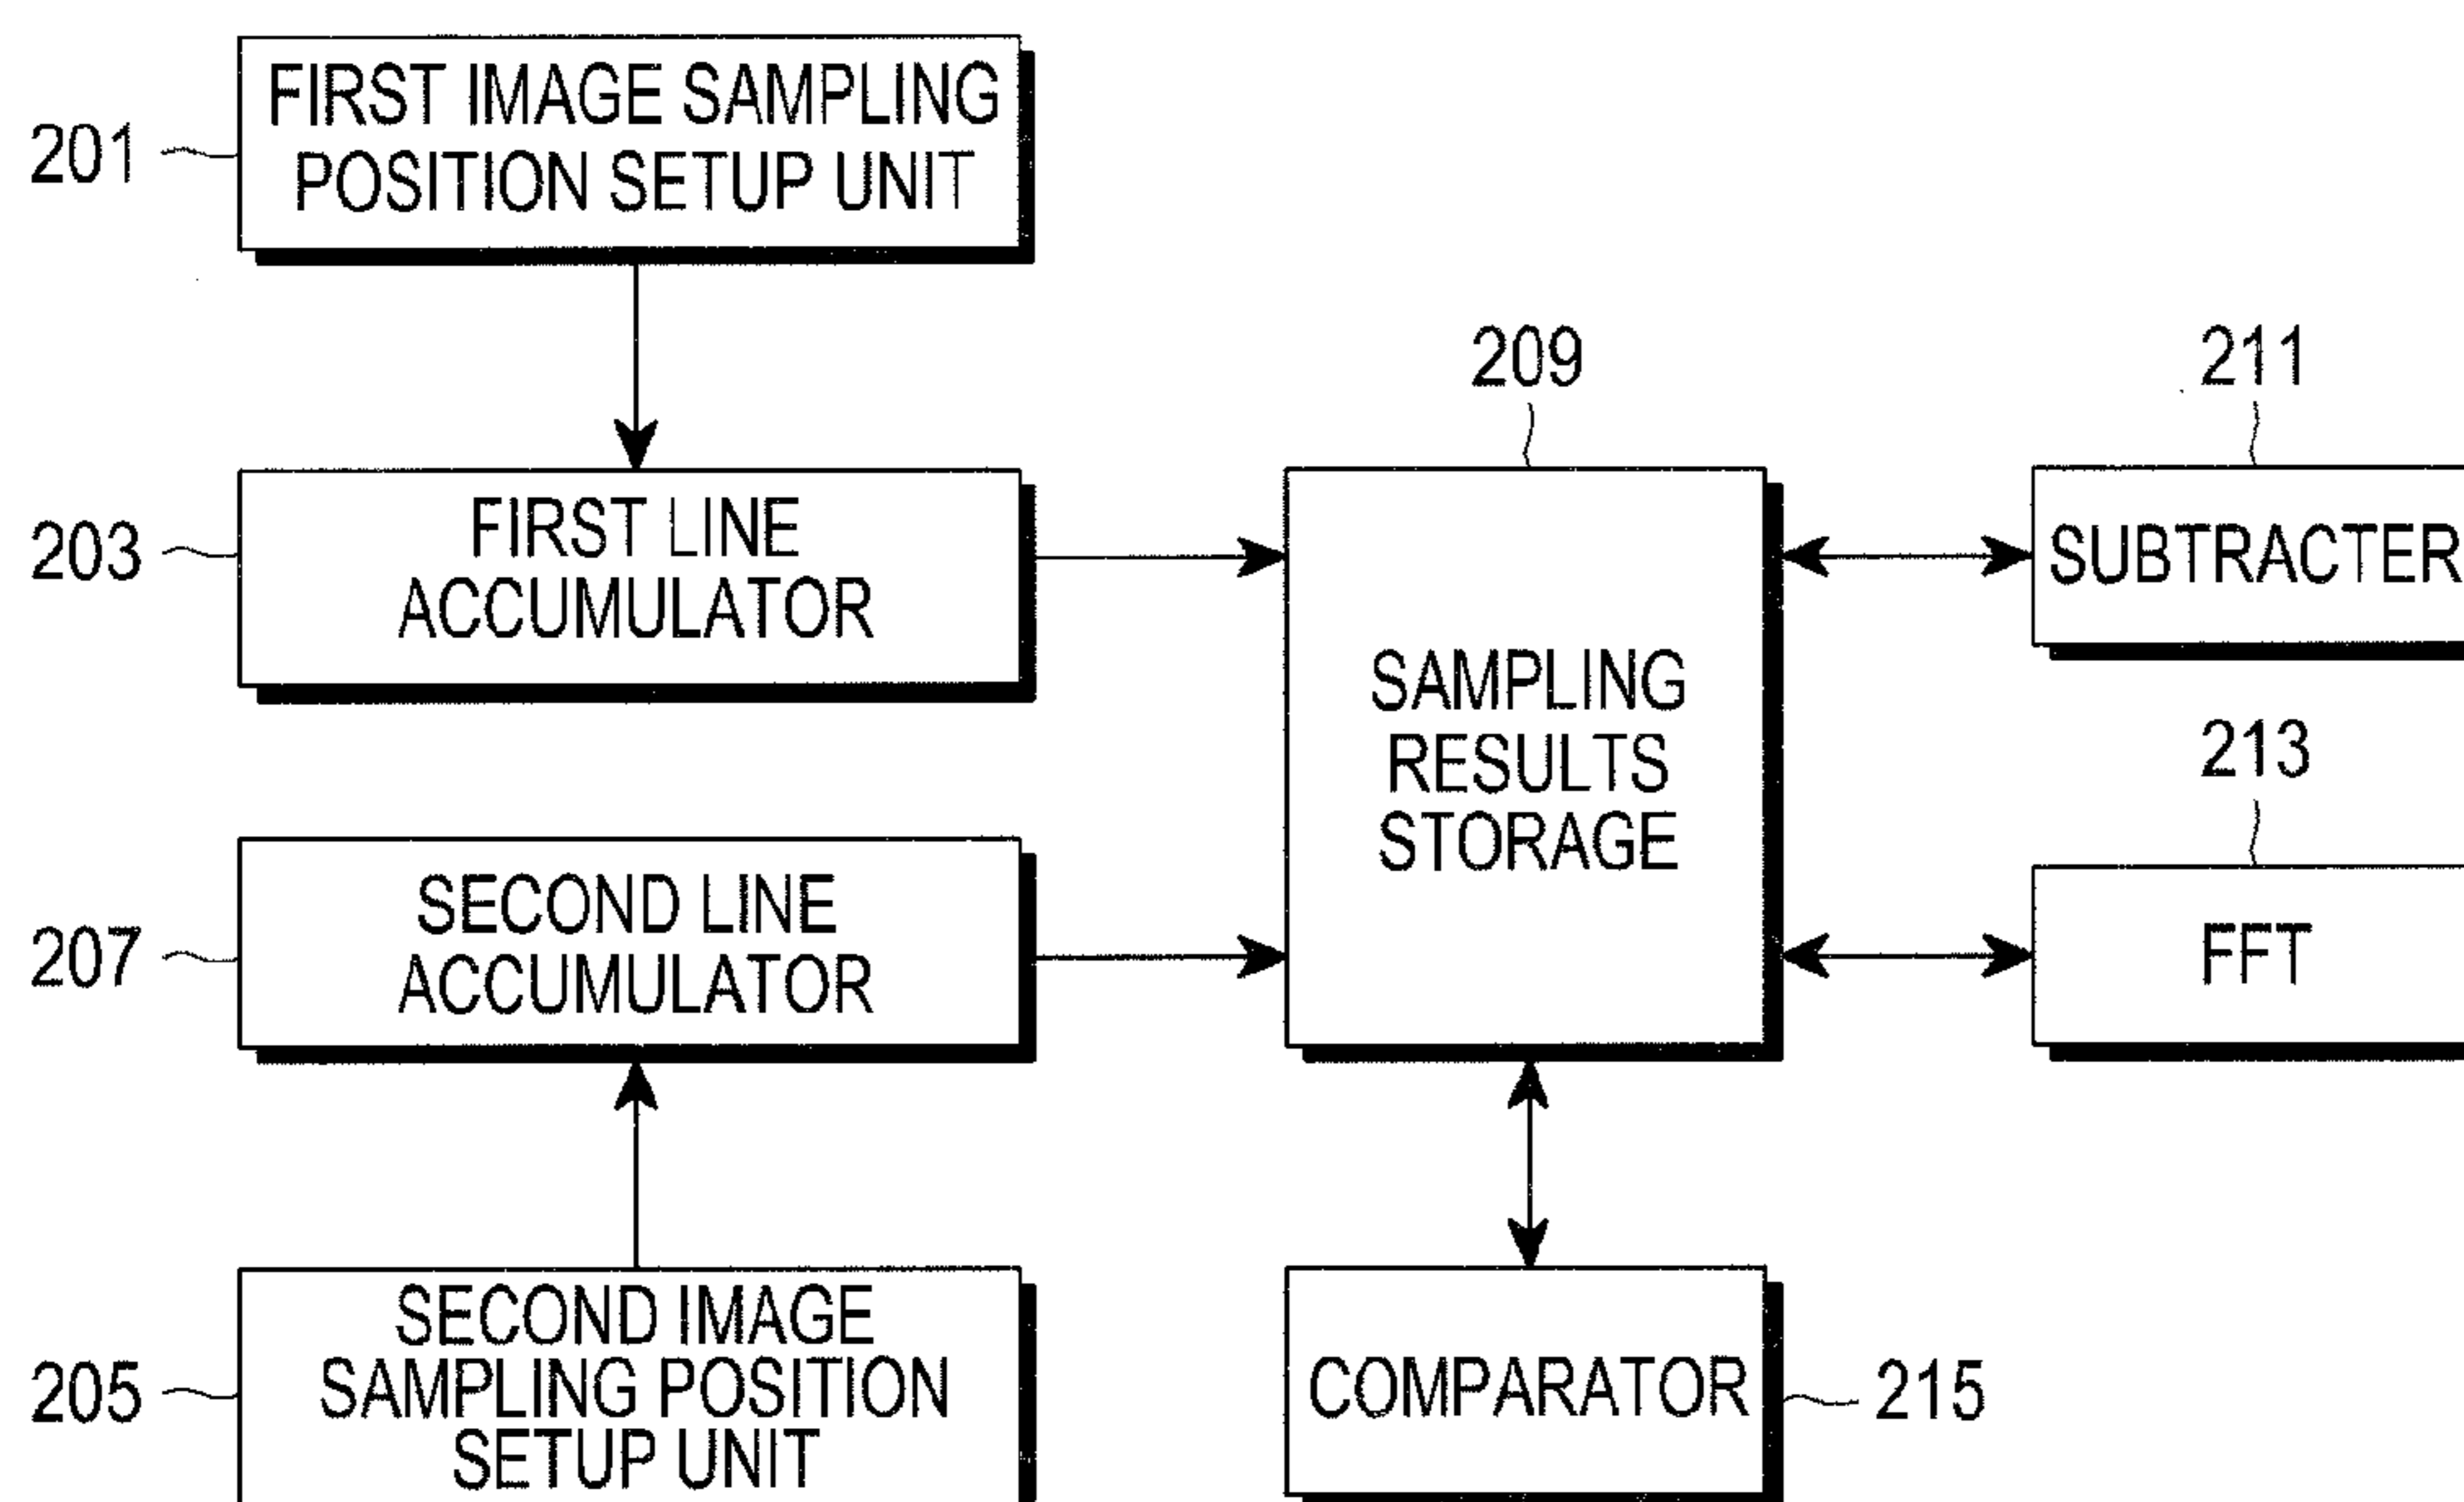 201
FIRST IMAGE SAMPLING
POSITION SETUP UNIT
203
FIRST LINE
ACCUMULATOR
209
SAMPLING
RESULTS
STORAGE
211
SUBTRACTER
213
FFT
207
SECOND LINE
ACCUMULATOR
205
SECOND IMAGE
SAMPLING POSITION
SETUP UNIT
COMPARATOR
215